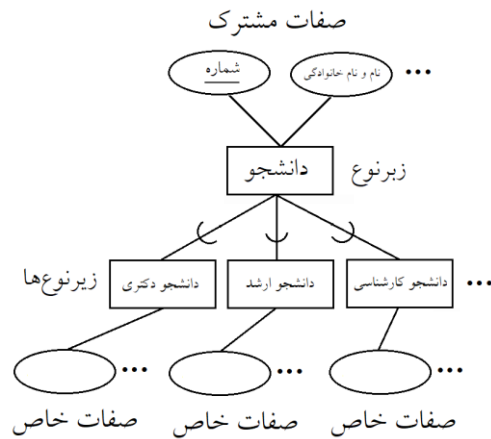 صفات مشترک
شماره
نام و نام خانوادگی
...
دانشجو
زبرنوع
زیرنوع‌ها
دانشجو کارشناسی
دانشجو ارشد
دانشجو دکتری
...
...
...
...
صفات خاص
صفات خاص
صفات خاص